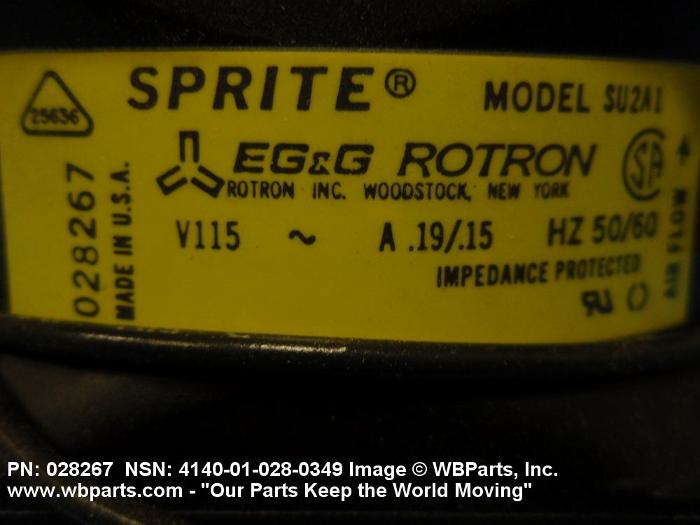 25636
SPRITE®
MODEL SU2A1
028267
MADE IN U.S.A.
EG&G ROTRON
ROTRON INC. WOODSTOCK, NEW YORK
SA
V115 ~ A .19/.15 HZ 50/60
IMPEDANCE PROTECTED
AIR FLOW
PN: 028267 NSN: 4140-01-028-0349 Image © WBParts, Inc.
www.wbparts.com - "Our Parts Keep the World Moving"